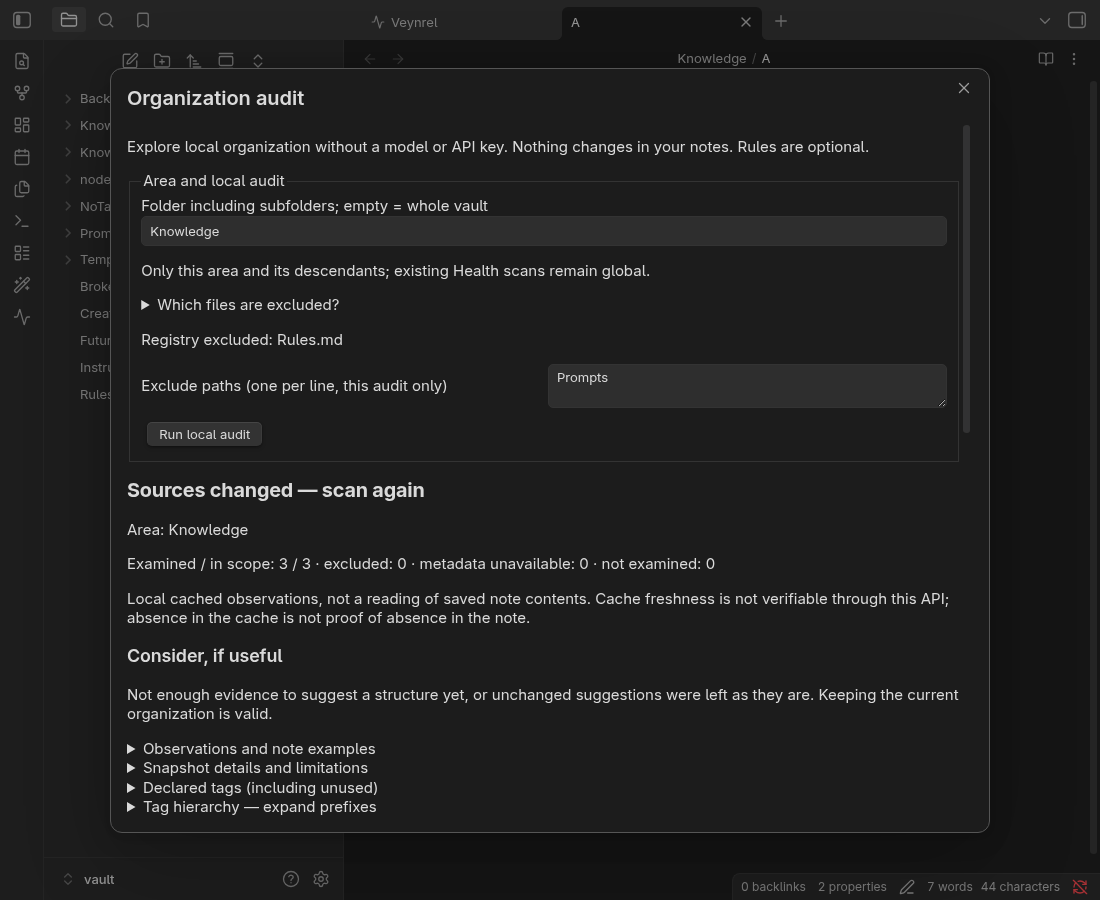 Veynrel
A
Knowledge / A
Back
Know
Know
node
NoTa
Prom
Temp
Broke
Crea
Futur
Instru
Rules
Organization audit
Explore local organization without a model or API key. Nothing changes in your notes. Rules are optional.
Area and local audit
Folder including subfolders; empty = whole vault
Knowledge
Only this area and its descendants; existing Health scans remain global.
Which files are excluded?
Registry excluded: Rules.md
Exclude paths (one per line, this audit only)
Prompts
Run local audit
Sources changed — scan again
Area: Knowledge
Examined / in scope: 3 / 3 · excluded: 0 · metadata unavailable: 0 · not examined: 0
Local cached observations, not a reading of saved note contents. Cache freshness is not verifiable through this API;
absence in the cache is not proof of absence in the note.
Consider, if useful
Not enough evidence to suggest a structure yet, or unchanged suggestions were left as they are. Keeping the current
organization is valid.
Observations and note examples
Snapshot details and limitations
Declared tags (including unused)
Tag hierarchy — expand prefixes
vault
0 backlinks 2 properties 7 words 44 characters